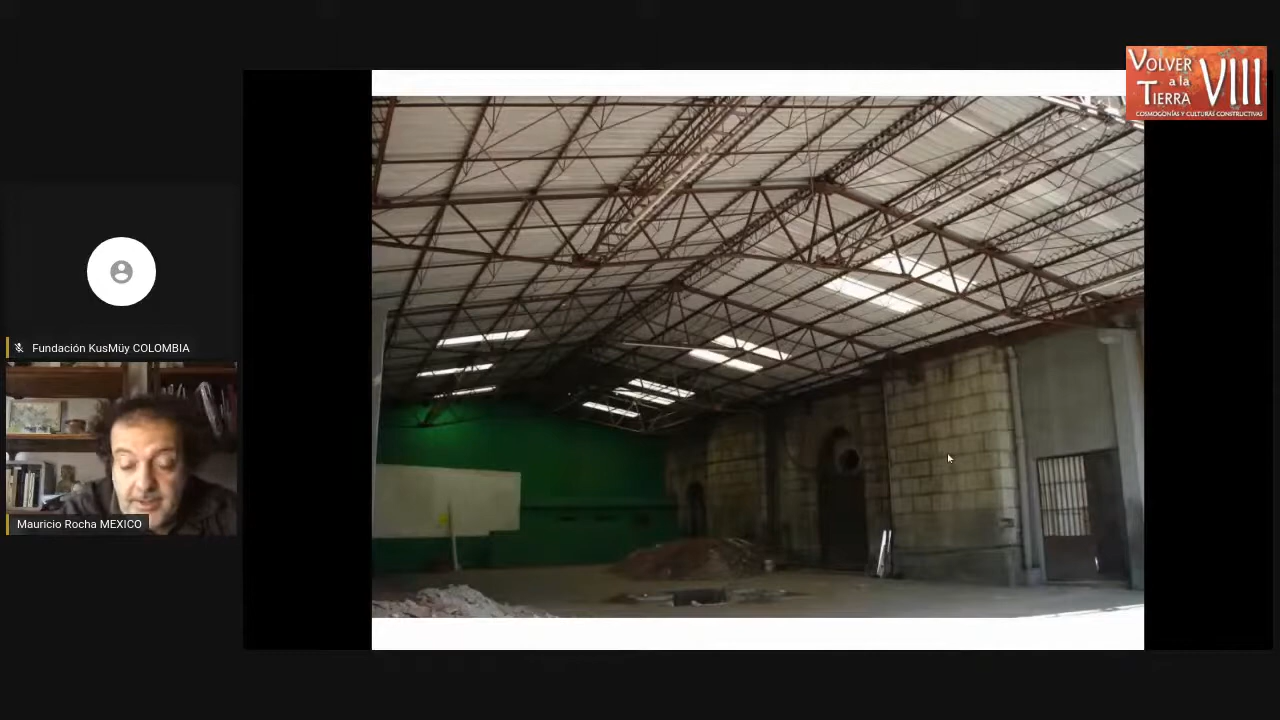 VOLVER
a la
TIERRA
VIII
COSMOGONÍAS Y CULTURAS CONSTRUCTIVAS
Fundación KusMüy COLOMBIA
Mauricio Rocha MEXICO